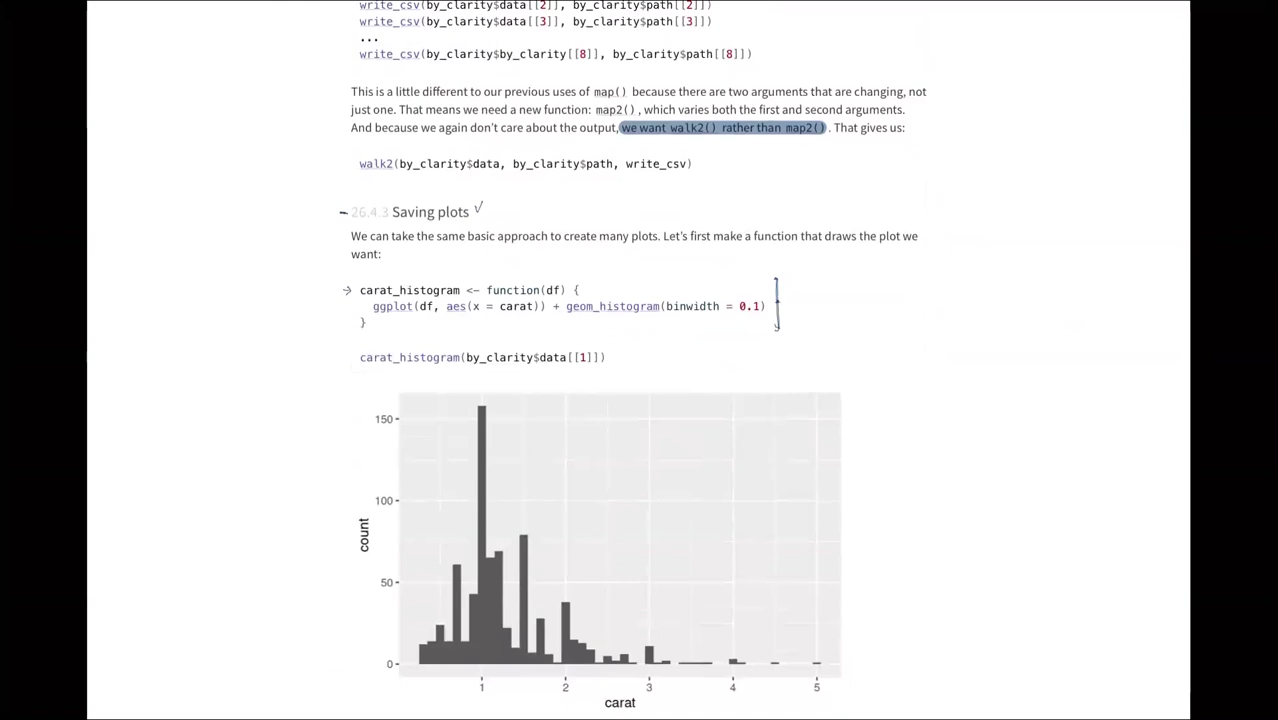 write_csv(by_clarity$data[[2]], by_clarity$path[[2]])
write_csv(by_clarity$data[[3]], by_clarity$path[[3]])
...
write_csv(by_clarity$by_clarity[[8]], by_clarity$path[[8]])
This is a little different to our previous uses of map() because there are two arguments that are changing, not
just one. That means we need a new function: map2(), which varies both the first and second arguments.
And because we again don’t care about the output, we want walk2() rather than map2(). That gives us:
walk2(by_clarity$data, by_clarity$path, write_csv)
26.4.3 Saving plots
We can take the same basic approach to create many plots. Let’s first make a function that draws the plot we
want:
carat_histogram <- function(df) {
ggplot(df, aes(x = carat)) + geom_histogram(binwidth = 0.1)
}
carat_histogram(by_clarity$data[[1]])
150
100
50
0
count
1 2 3 4 5
carat